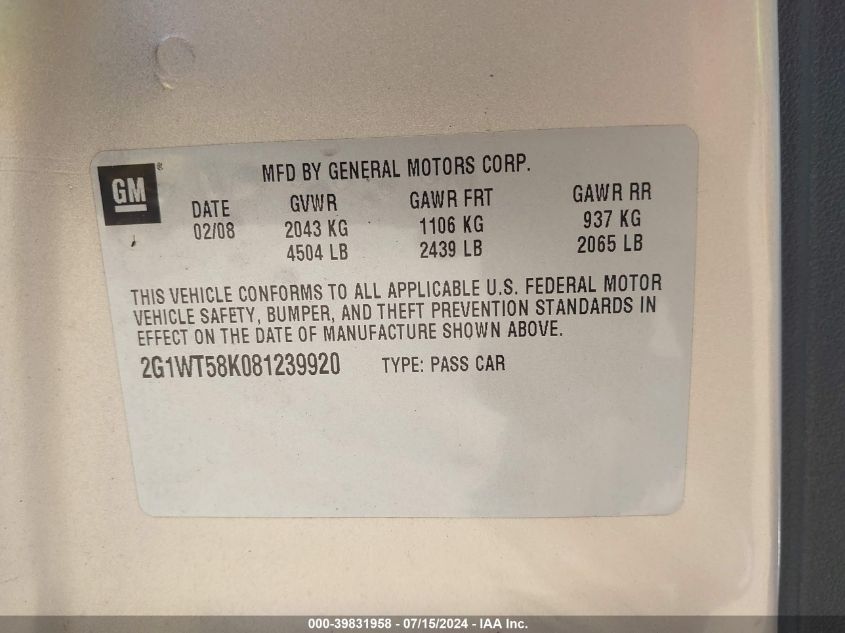 MFD BY GENERAL MOTORS CORP.
GM®
DATE GVWR GAWR FRT GAWR RR
02/08 2043 KG 1106 KG 937 KG
4504 LB 2439 LB 2065 LB
THIS VEHICLE CONFORMS TO ALL APPLICABLE U.S. FEDERAL MOTOR
VEHICLE SAFETY, BUMPER, AND THEFT PREVENTION STANDARDS IN
EFFECT ON THE DATE OF MANUFACTURE SHOWN ABOVE.
2G1WT58K081239920 TYPE: PASS CAR
000-39831958 - 07/15/2024 - IAA Inc.